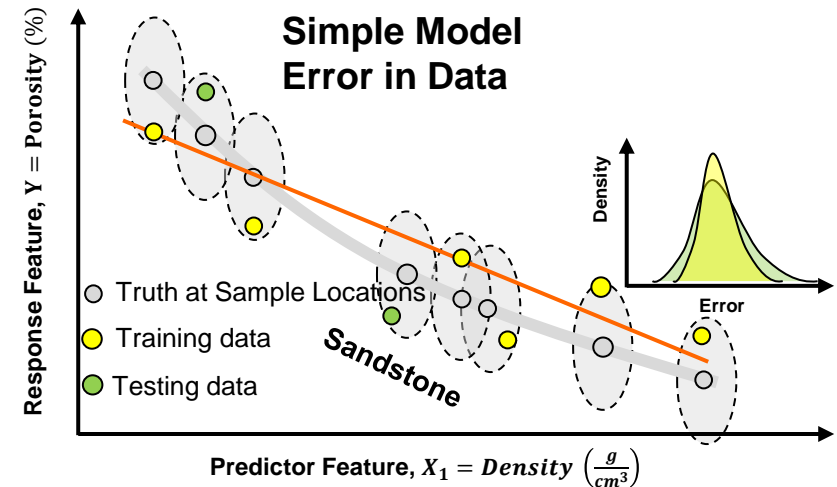 Simple Model
Error in Data
Response Feature, Y = Porosity (%)
Density
Error
Truth at Sample Locations
Training data
Testing data
Sandstone
Predictor Feature, X₁ = Density (g/cm³)